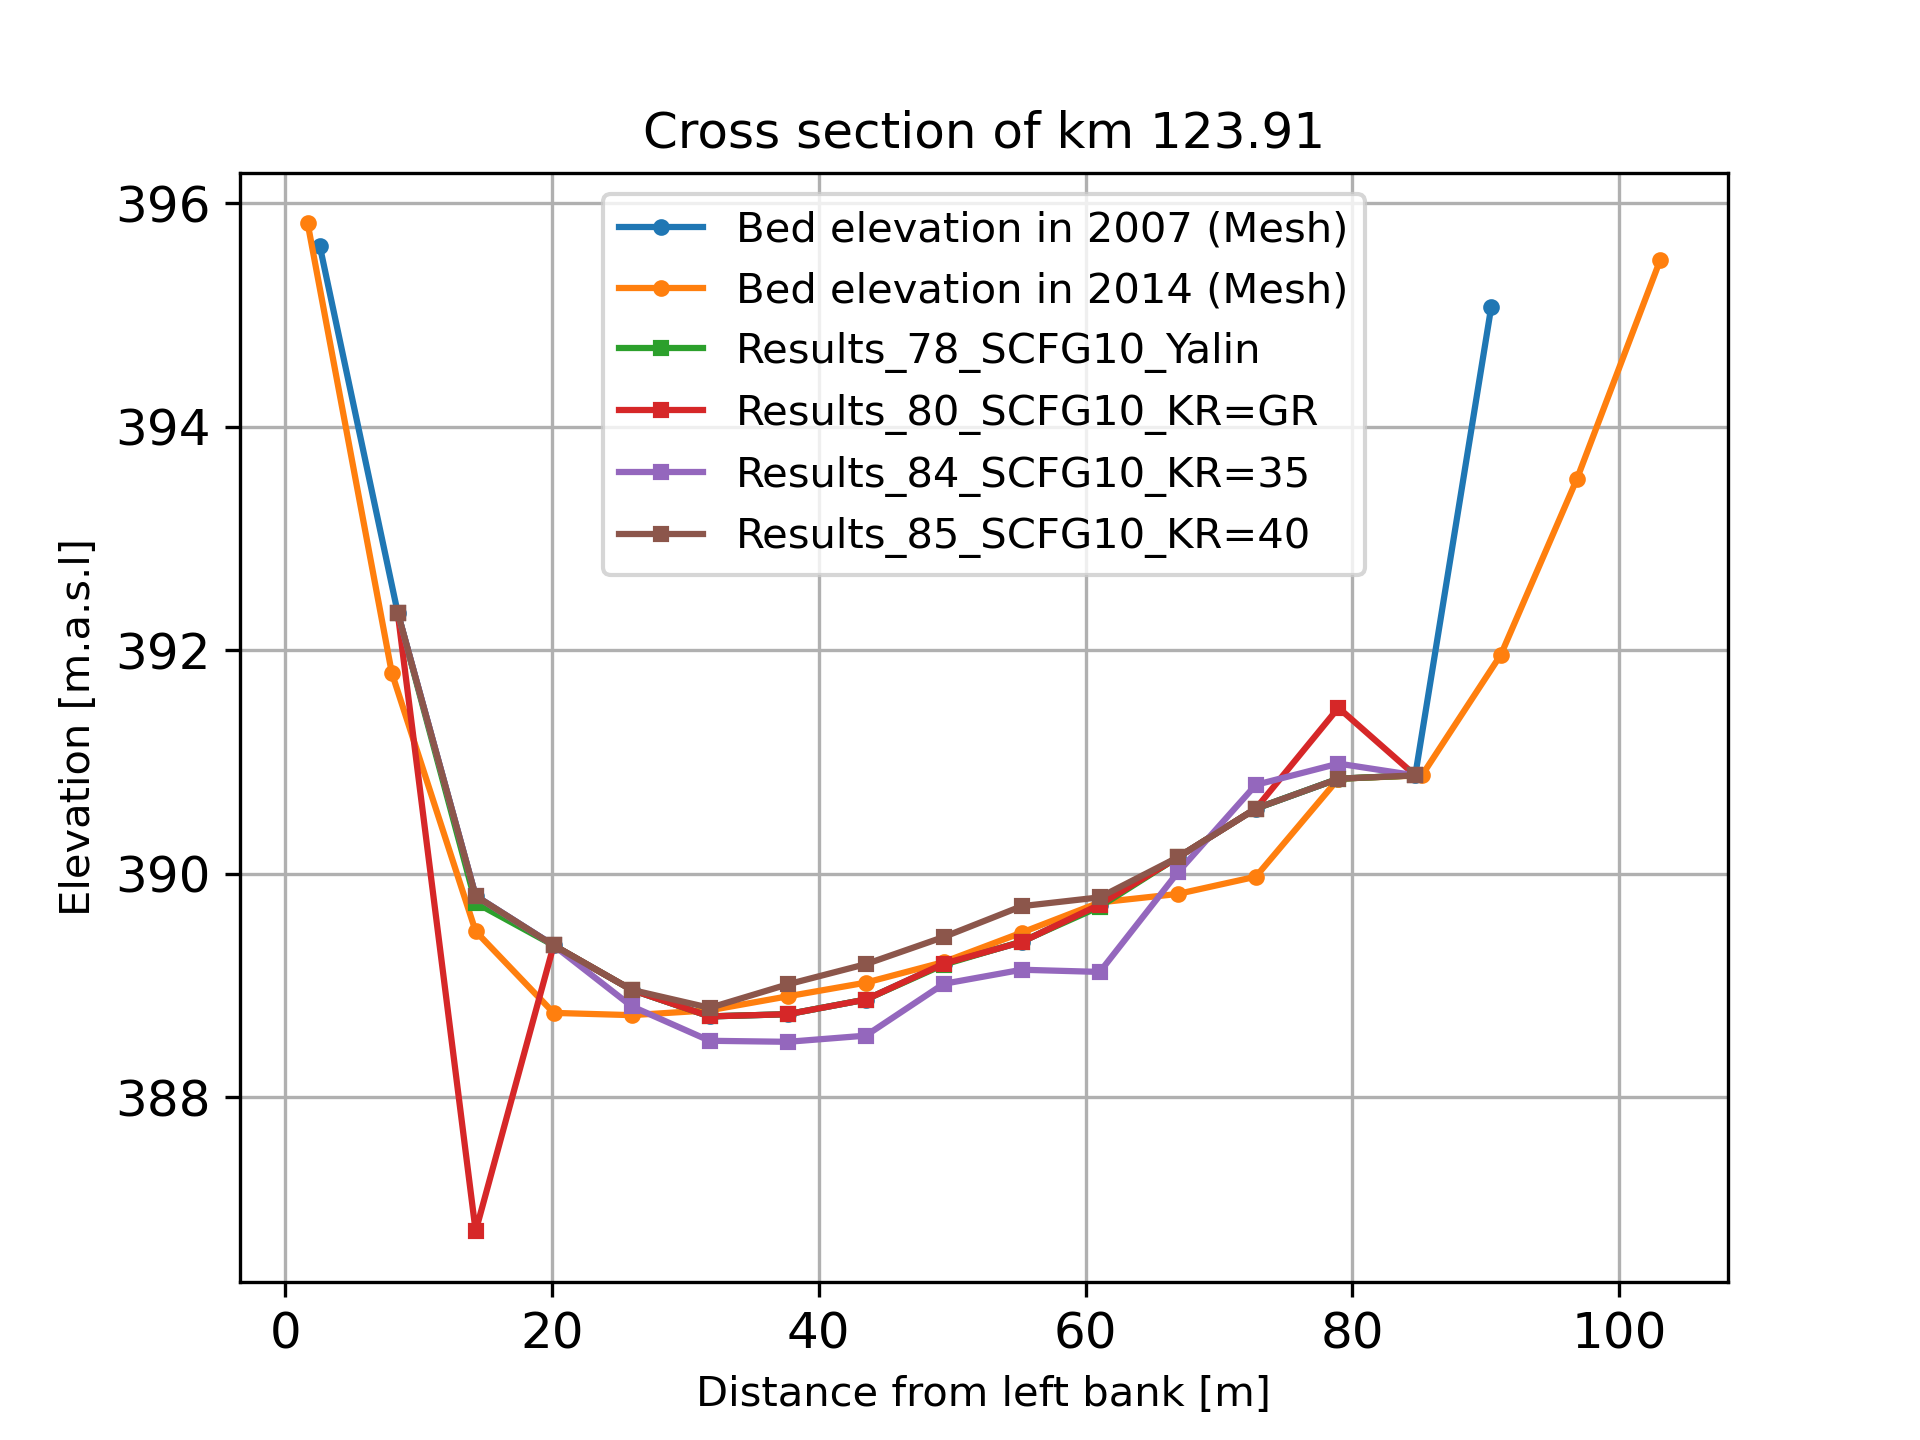 Cross section of km 123.91
396
394
392
390
388
Elevation [m.a.s.l]
Bed elevation in 2007 (Mesh)
Bed elevation in 2014 (Mesh)
Results_78_SCFG10_Yalin
Results_80_SCFG10_KR=GR
Results_84_SCFG10_KR=35
Results_85_SCFG10_KR=40
0 20 40 60 80 100
Distance from left bank [m]